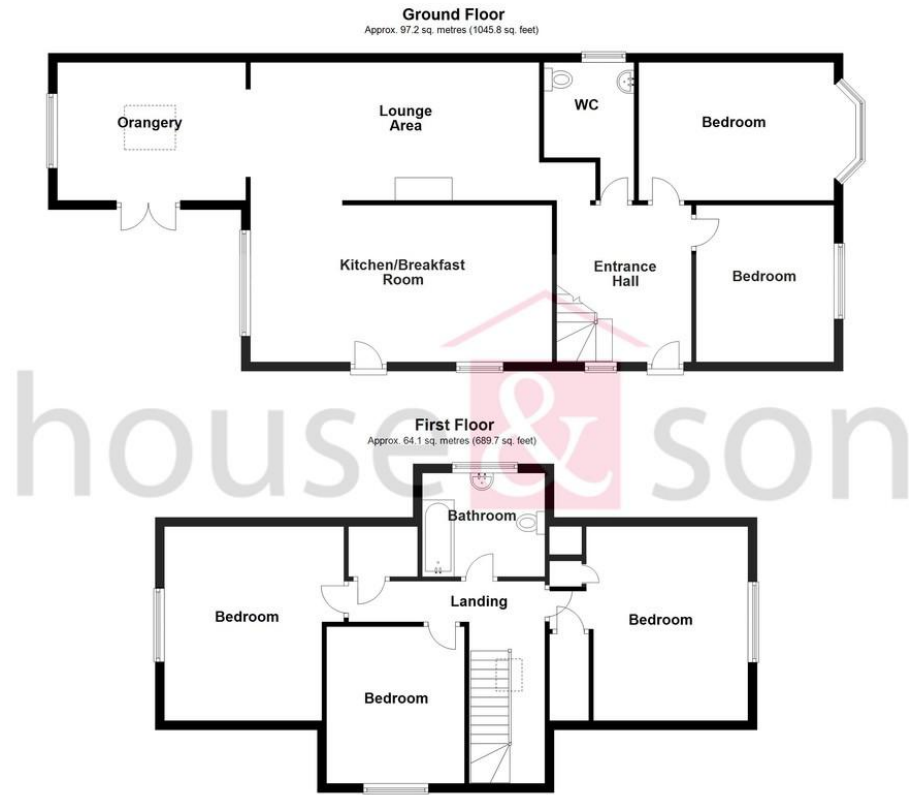 Ground Floor
Approx. 97.2 sq. metres (1045.8 sq. feet)
Orangery
Lounge
Area
WC
Bedroom
Kitchen/Breakfast
Room
Entrance
Hall
Bedroom
house & son
First Floor
Approx. 64.1 sq. metres (689.7 sq. feet)
Bathroom
Landing
Bedroom
Bedroom
Bedroom